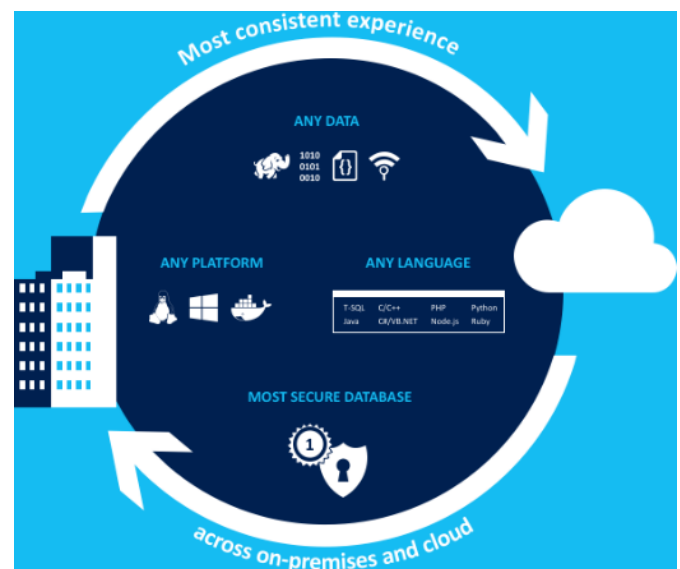 Most consistent experience
ANY DATA
1010
0101
0010
{}
ANY PLATFORM
ANY LANGUAGE
T-SQL C/C++ PHP Python
Java C#/VB.NET Node.js Ruby
MOST SECURE DATABASE
1
across on-premises and cloud